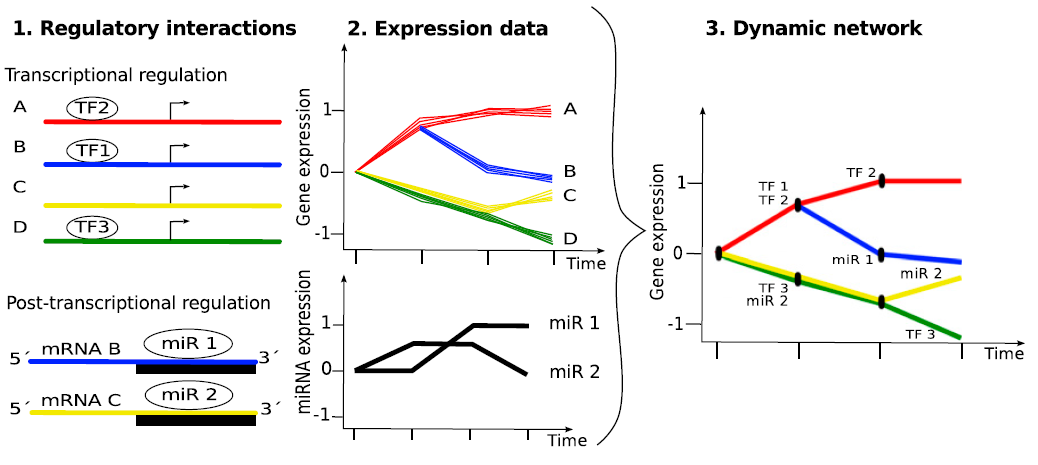 1. Regulatory interactions
Transcriptional regulation
A
TF2
B
TF1
C
D
TF3
Post-transcriptional regulation
5´ mRNA B miR 1 3´
5´ mRNA C miR 2 3´
2. Expression data
Gene expression
1
0
-1
A
B
C
D
Time
miRNA expression
1
0
-1
miR 1
miR 2
Time
3. Dynamic network
Gene expression
1
0
-1
TF 1
TF 2
TF 2
miR 1
miR 2
TF 3
miR 2
TF 3
Time